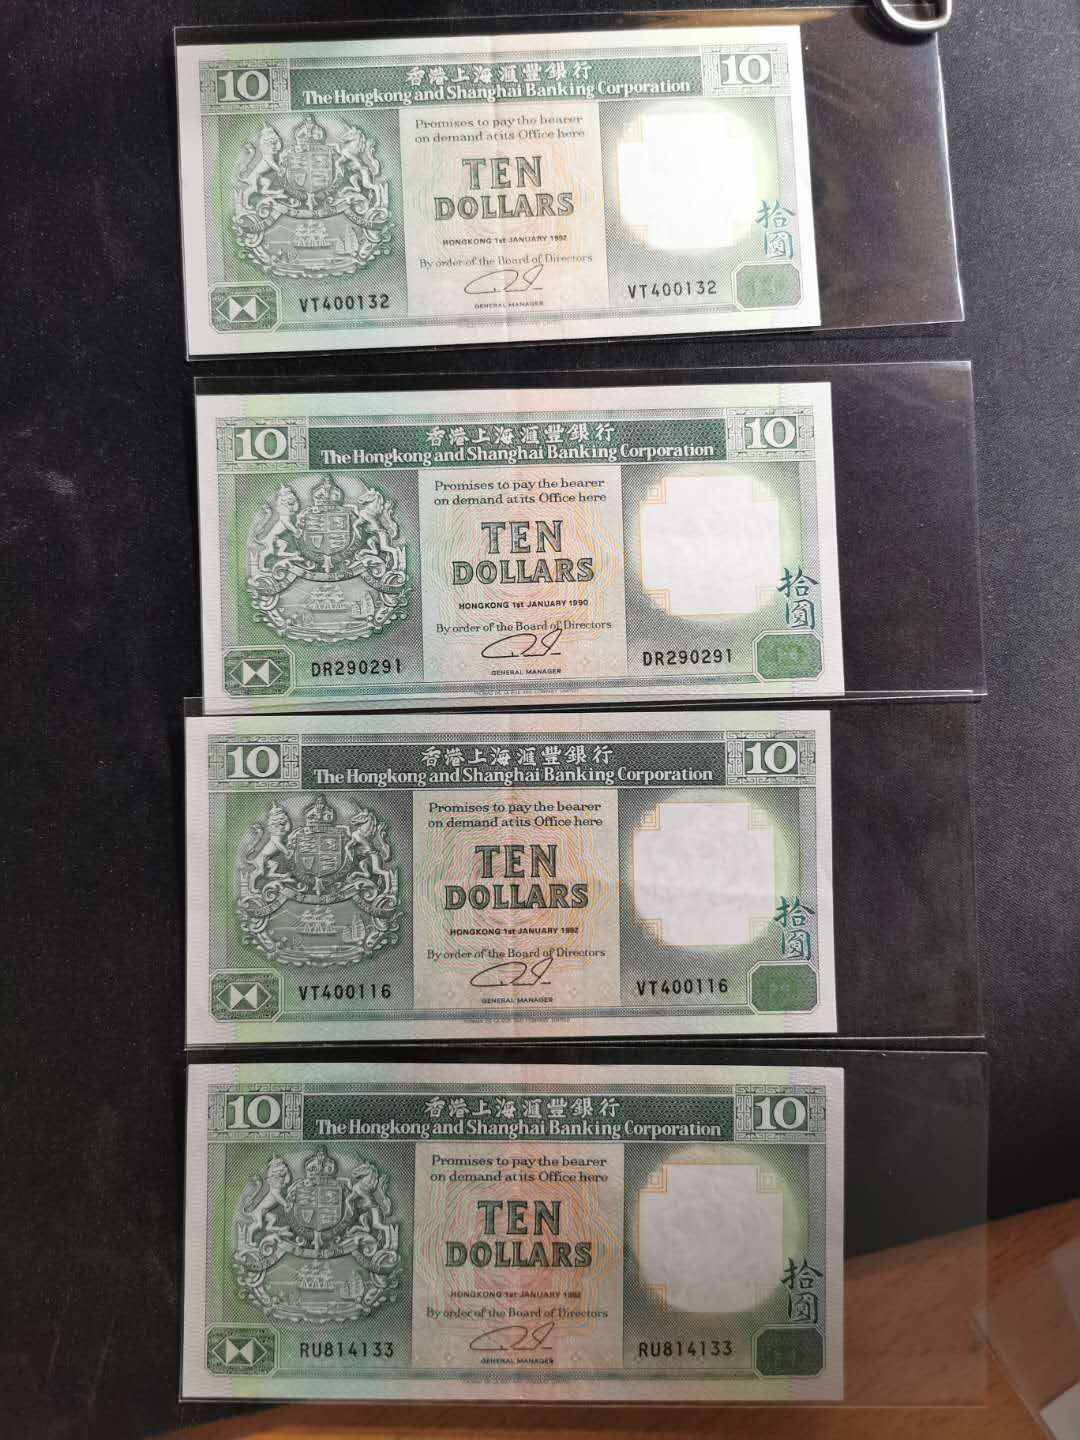 10 香港上海滙豐銀行 10
The Hongkong and Shanghai Banking Corporation
Promises to pay the bearer
on demand at its Office here
TEN
DOLLARS
拾圓
HONGKONG 1st JANUARY 1992
By order of the Board of Directors
VT400132 VT400132
GENERAL MANAGER
10 香港上海滙豐銀行 10
The Hongkong and Shanghai Banking Corporation
Promises to pay the bearer
on demand at its Office here
TEN
DOLLARS
拾圓
HONGKONG 1st JANUARY 1990
By order of the Board of Directors
DR290291 DR290291
GENERAL MANAGER
THOMAS DE LA RUE AND COMPANY LIMITED
10 香港上海滙豐銀行 10
The Hongkong and Shanghai Banking Corporation
Promises to pay the bearer
on demand at its Office here
TEN
DOLLARS
拾圓
HONGKONG 1st JANUARY 1992
By order of the Board of Directors
VT400116 VT400116
GENERAL MANAGER
10 香港上海滙豐銀行 10
The Hongkong and Shanghai Banking Corporation
Promises to pay the bearer
on demand at its Office here
TEN
DOLLARS
拾圓
HONGKONG 1st JANUARY 1992
By order of the Board of Directors
RU814133 RU814133
GENERAL MANAGER